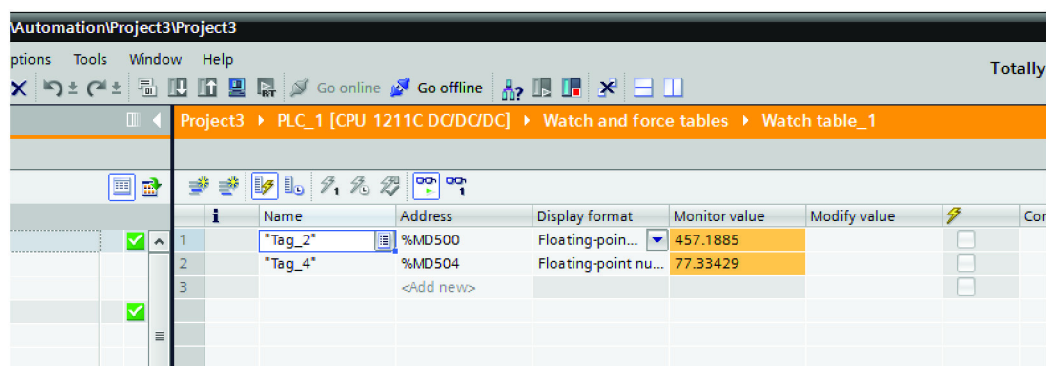 \Automation\Project3\Project3
ptions Tools Window Help
Totally
Go online Go offline
Project3 PLC_1 [CPU 1211C DC/DC/DC] Watch and force tables Watch table_1
i Name Address Display format Monitor value Modify value Co
1 "Tag_2" %MD500 Floating-poin... 457.1885
2 "Tag_4" %MD504 Floating-point nu... 77.33429
3 <Add new>